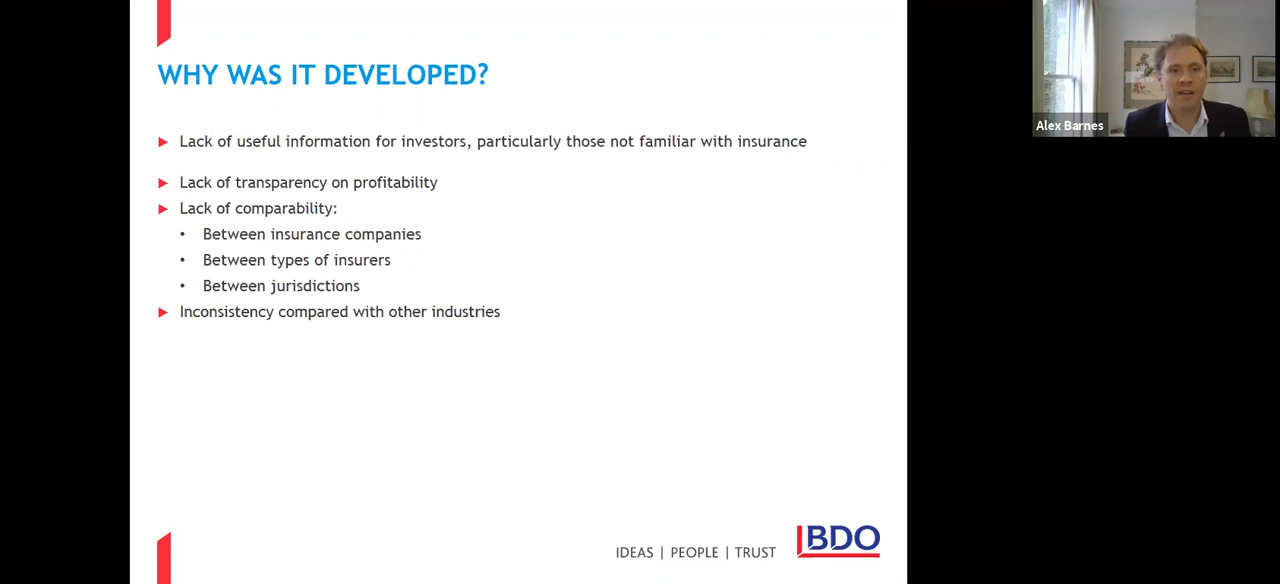 WHY WAS IT DEVELOPED?
Lack of useful information for investors, particularly those not familiar with insurance
Lack of transparency on profitability
Lack of comparability:
• Between insurance companies
• Between types of insurers
• Between jurisdictions
Inconsistency compared with other industries
IDEAS | PEOPLE | TRUST
BDO
Alex Barnes